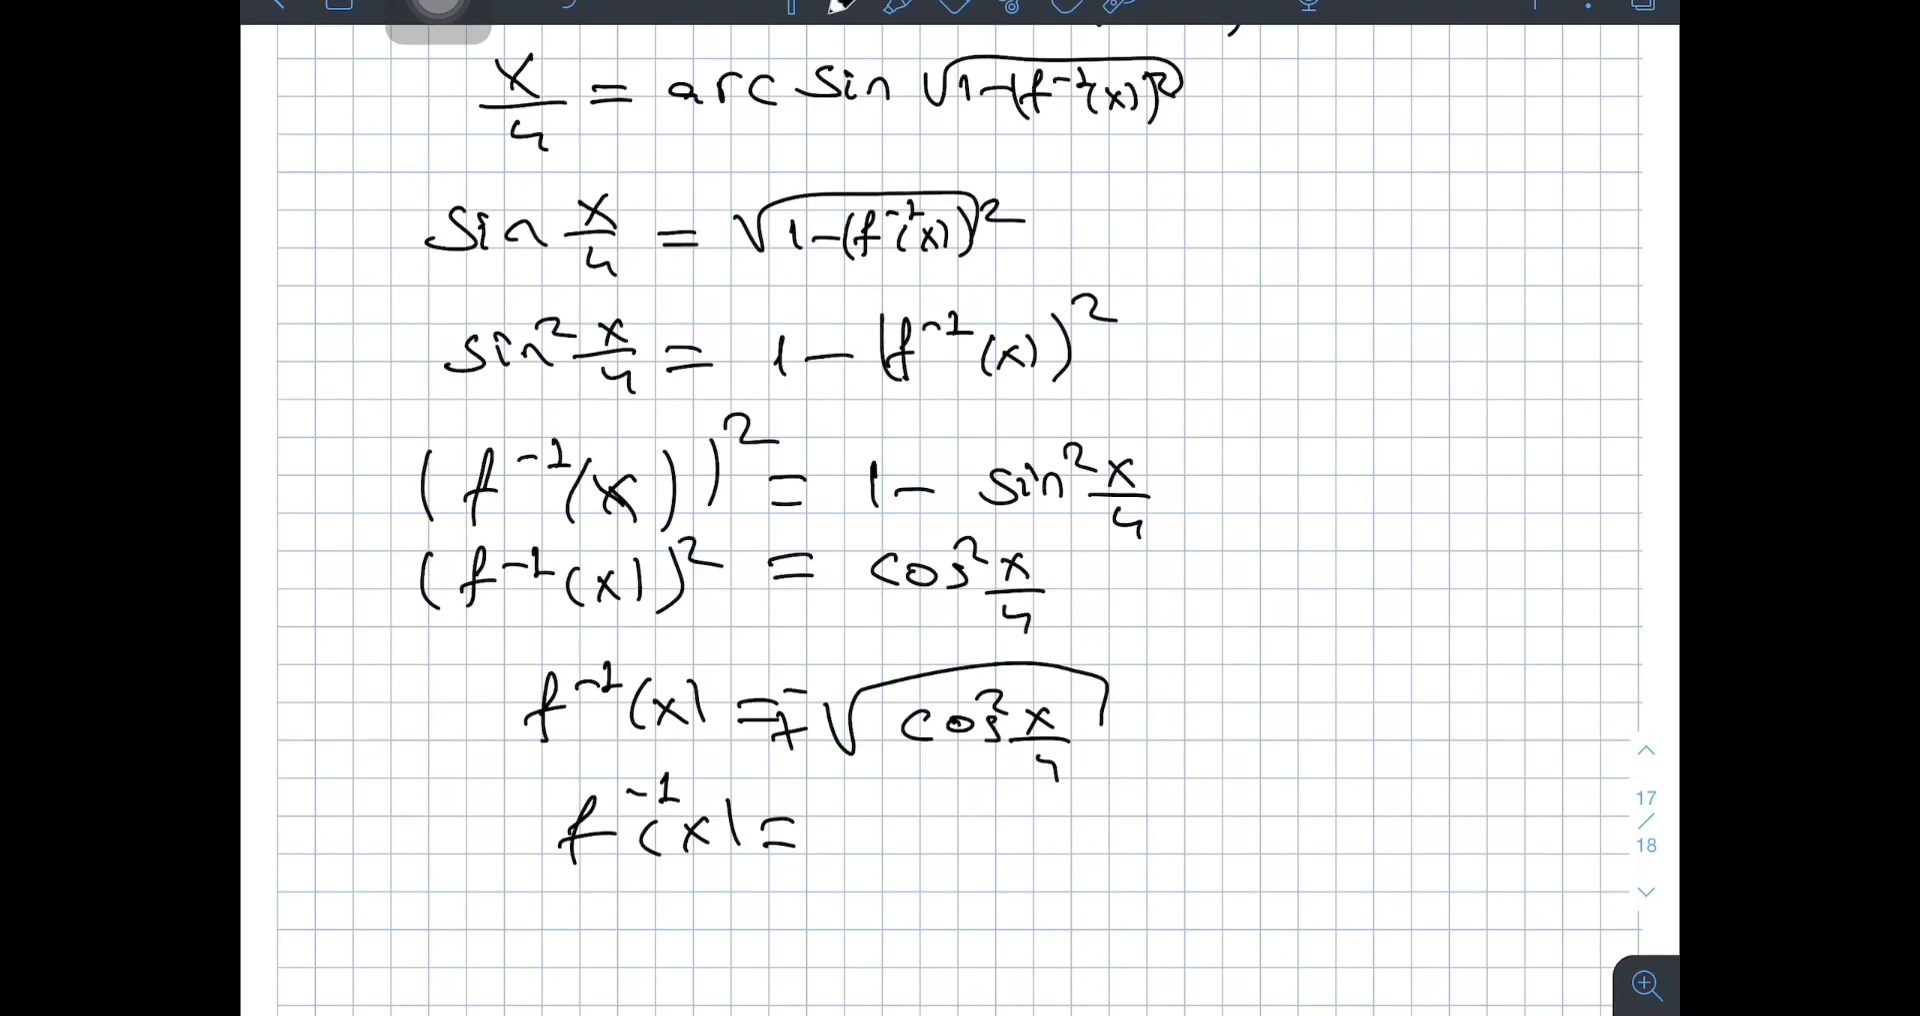 x/4 = arc sin √(1-(f⁻¹(x))²)
sin x/4 = √(1-(f⁻¹(x))²)
sin² x/4 = 1 - (f⁻¹(x))²
(f⁻¹(x))² = 1 - sin² x/4
(f⁻¹(x))² = cos² x/4
f⁻¹(x) = ∓√(cos² x/4)
f⁻¹(x) =
17
/
18